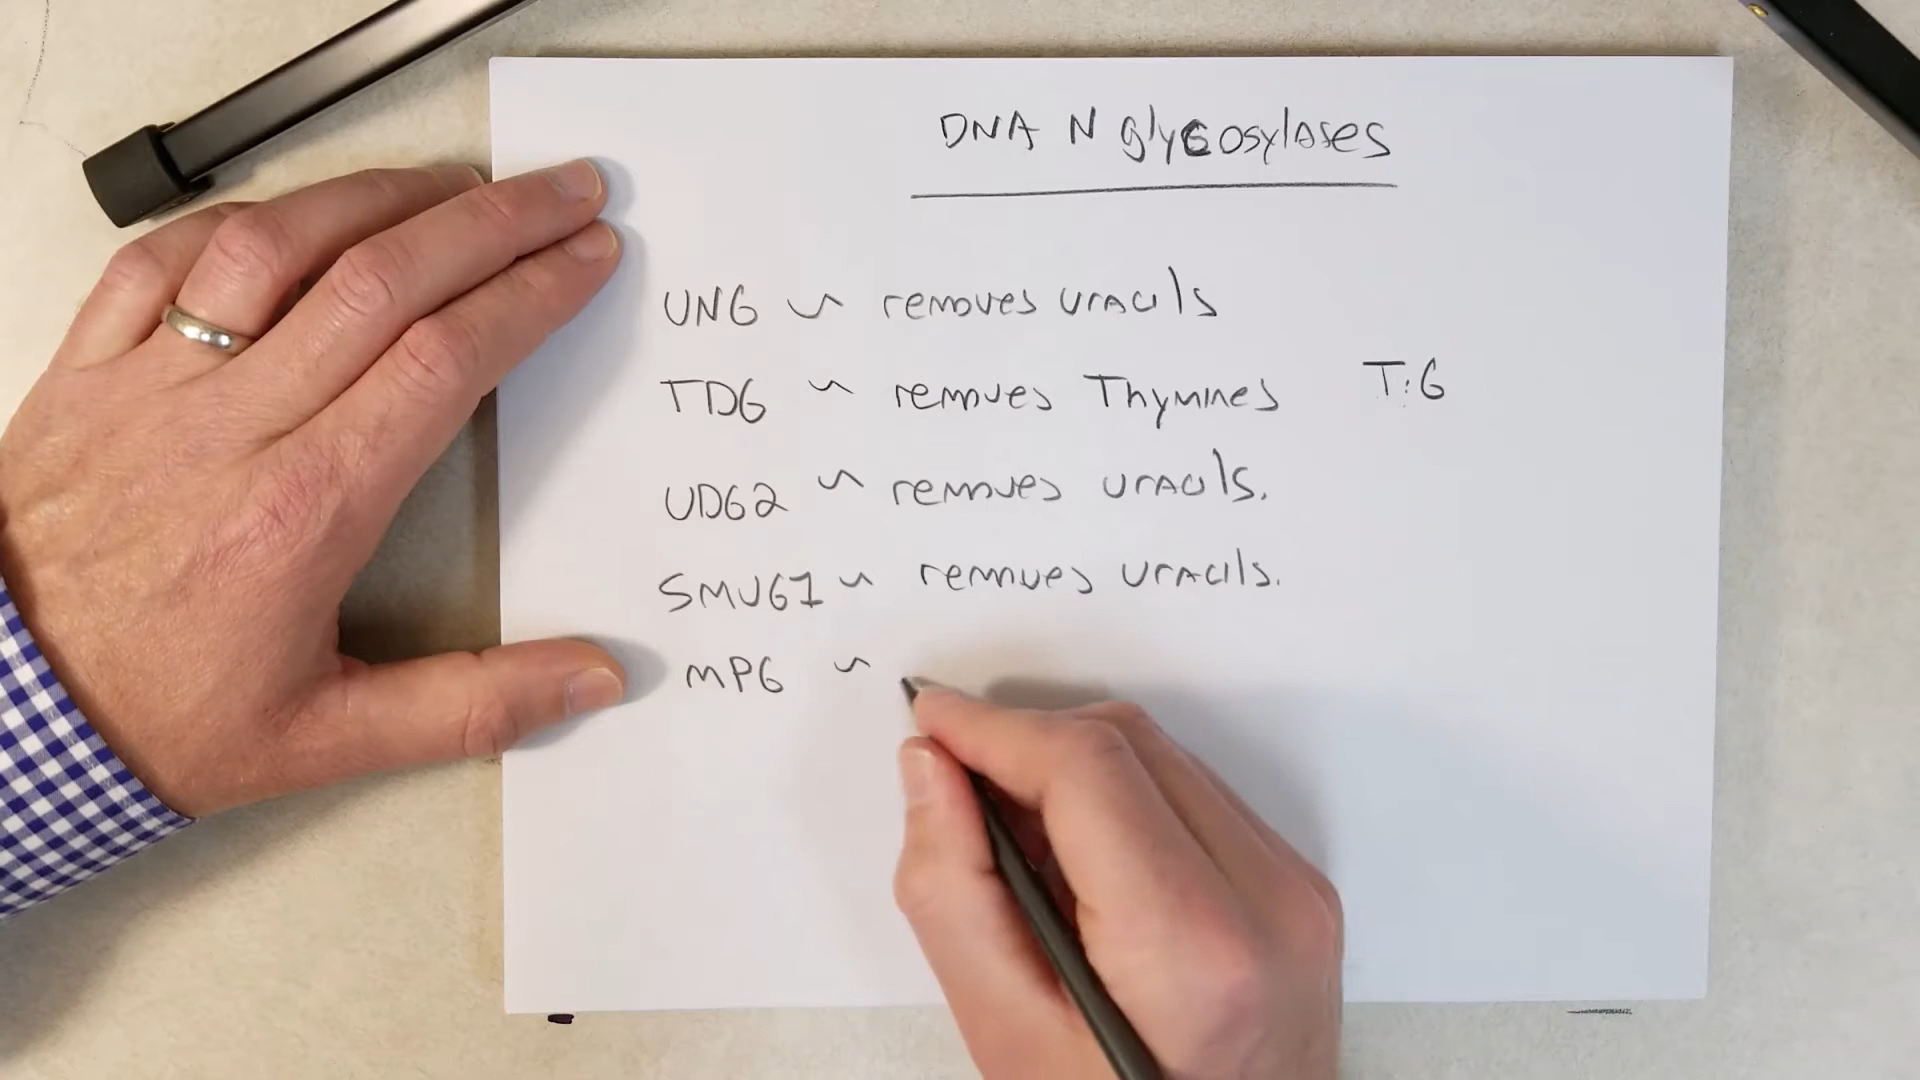 DNA N glycosylases
UNG ~ removes uracils
TDG ~ removes Thymines T:G
UDG2 ~ removes uracils.
SMUG1 ~ removes uracils.
MPG ~